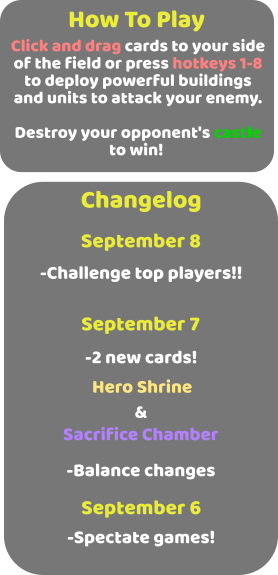 How To Play
Click and drag cards to your side
of the field or press hotkeys 1-8
to deploy powerful buildings
and units to attack your enemy.
Destroy your opponent's castle
to win!
Changelog
September 8
-Challenge top players!!
September 7
-2 new cards!
Hero Shrine
&
Sacrifice Chamber
-Balance changes
September 6
-Spectate games!